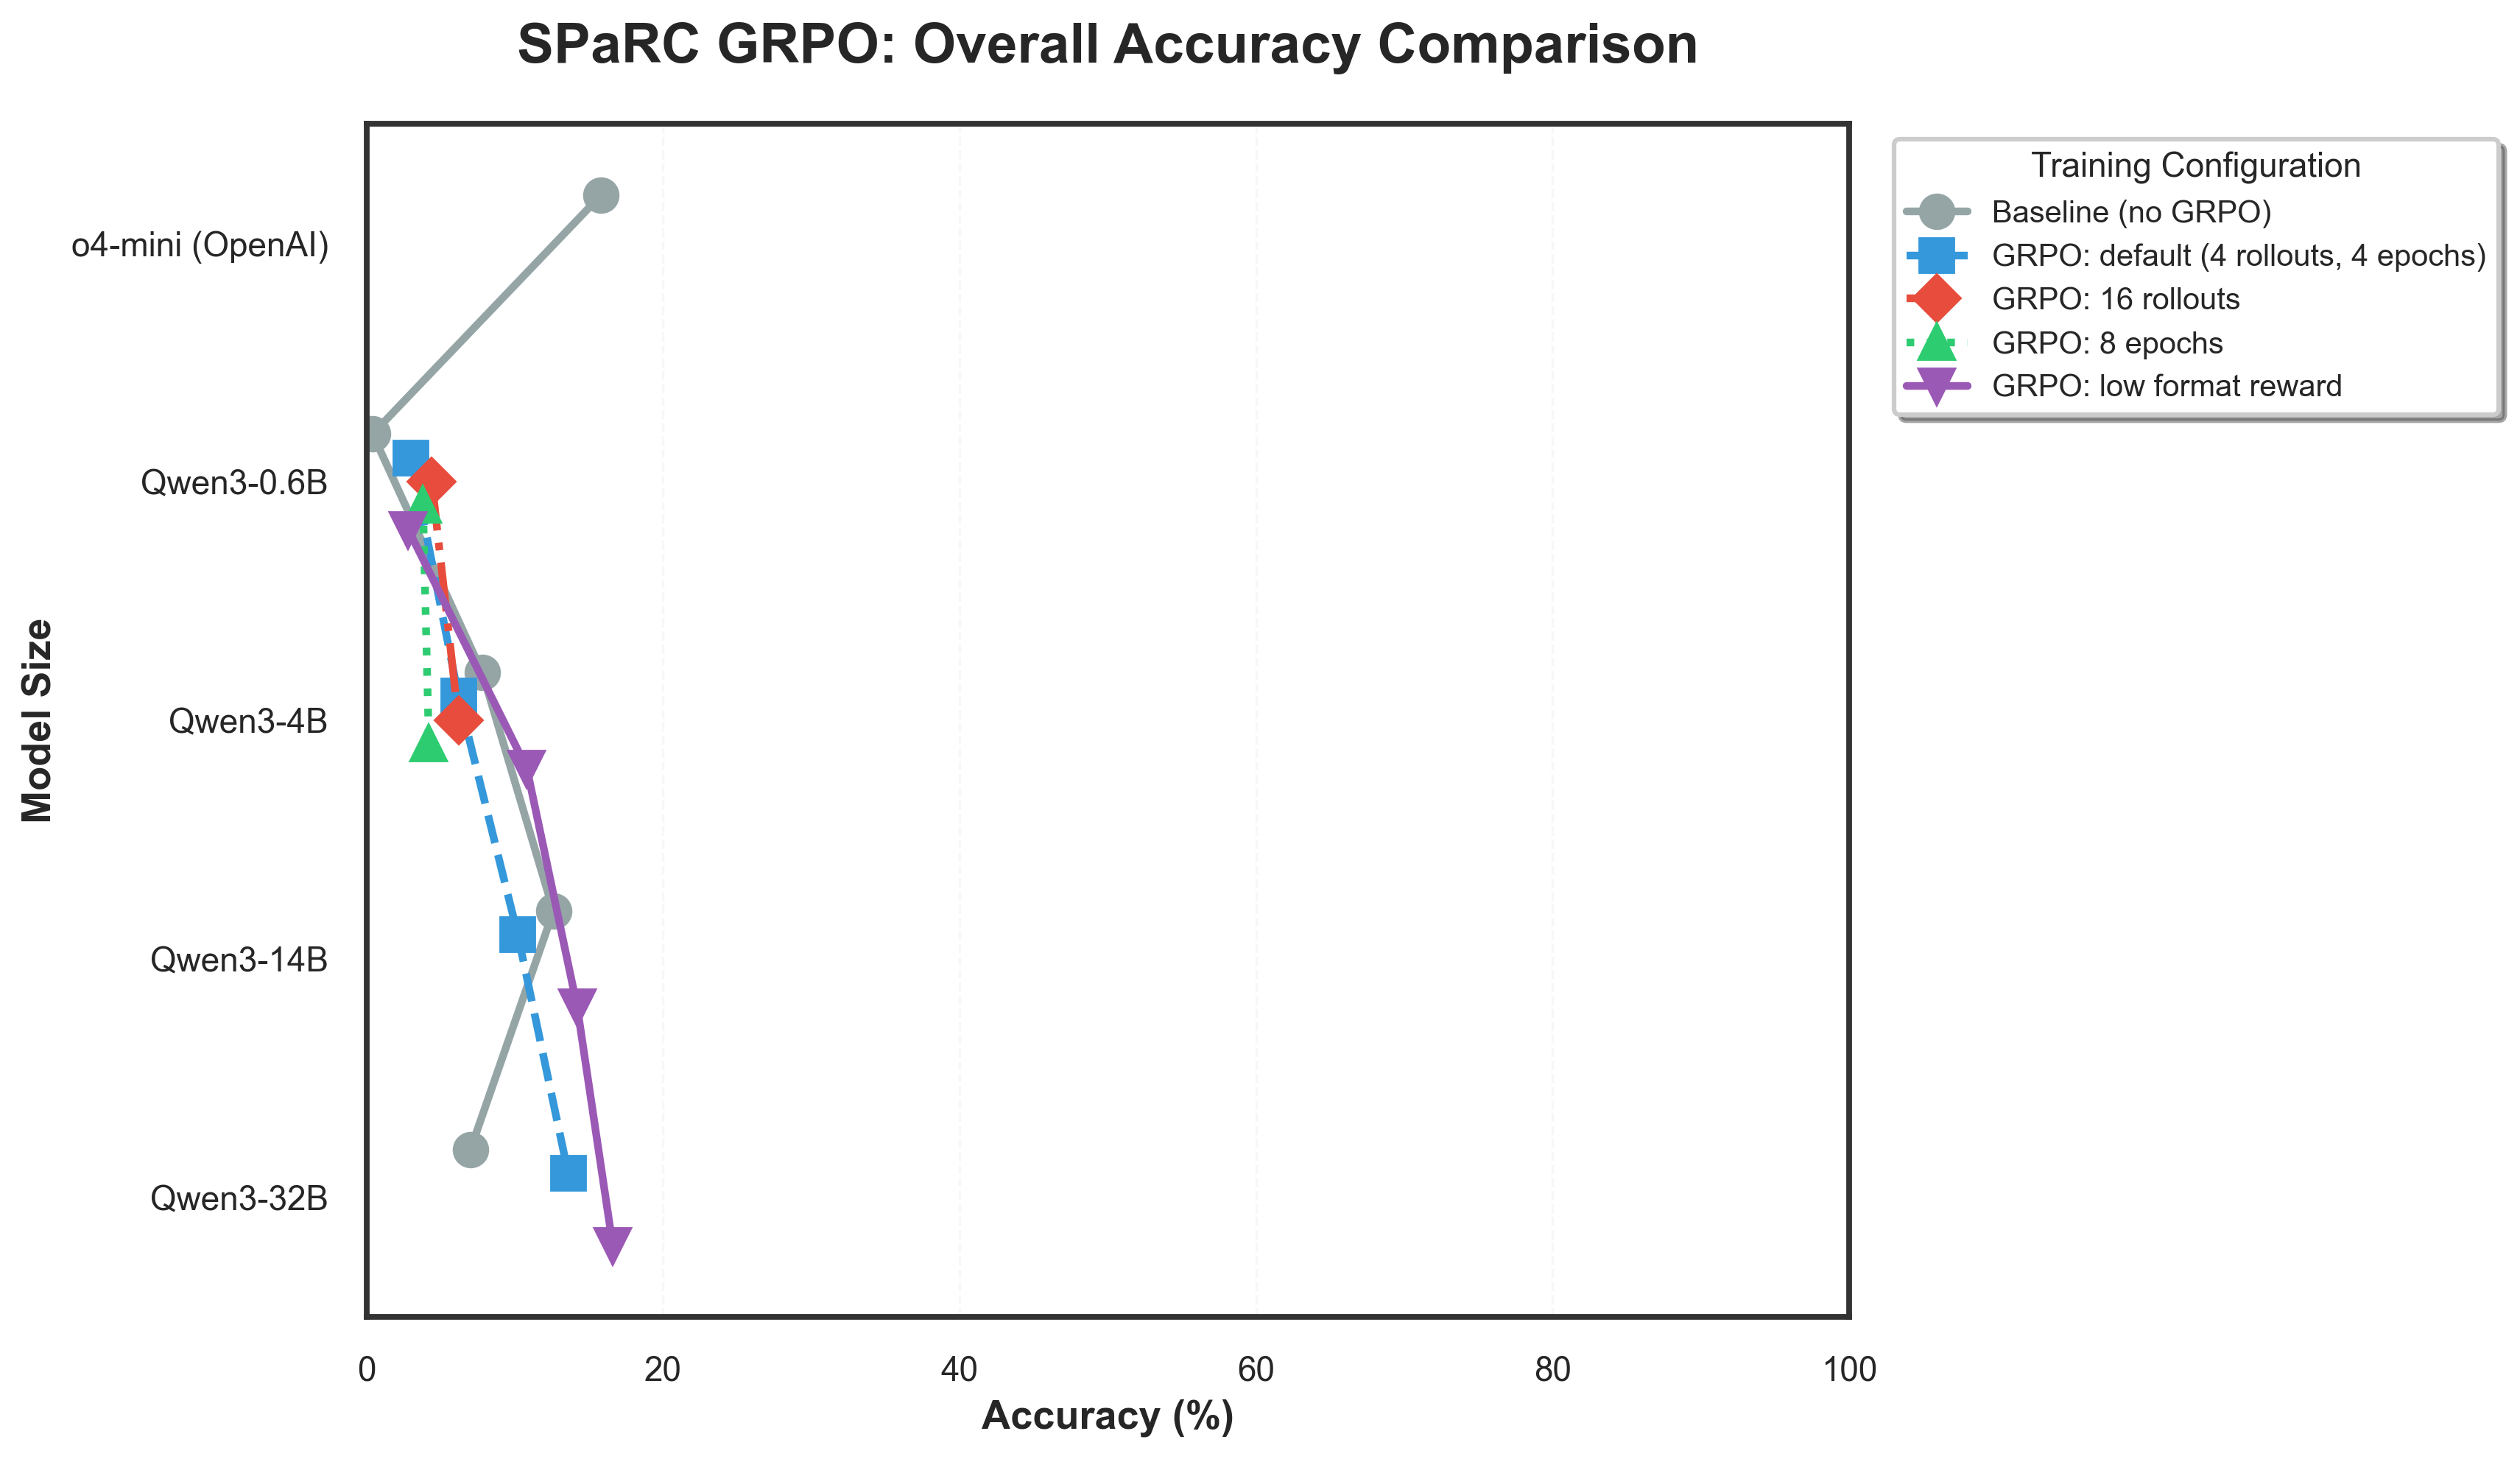 SPaRC GRPO: Overall Accuracy Comparison
Training Configuration
Baseline (no GRPO)
GRPO: default (4 rollouts, 4 epochs)
GRPO: 16 rollouts
GRPO: 8 epochs
GRPO: low format reward
Model Size
o4-mini (OpenAI)
Qwen3-0.6B
Qwen3-4B
Qwen3-14B
Qwen3-32B
0 20 40 60 80 100
Accuracy (%)